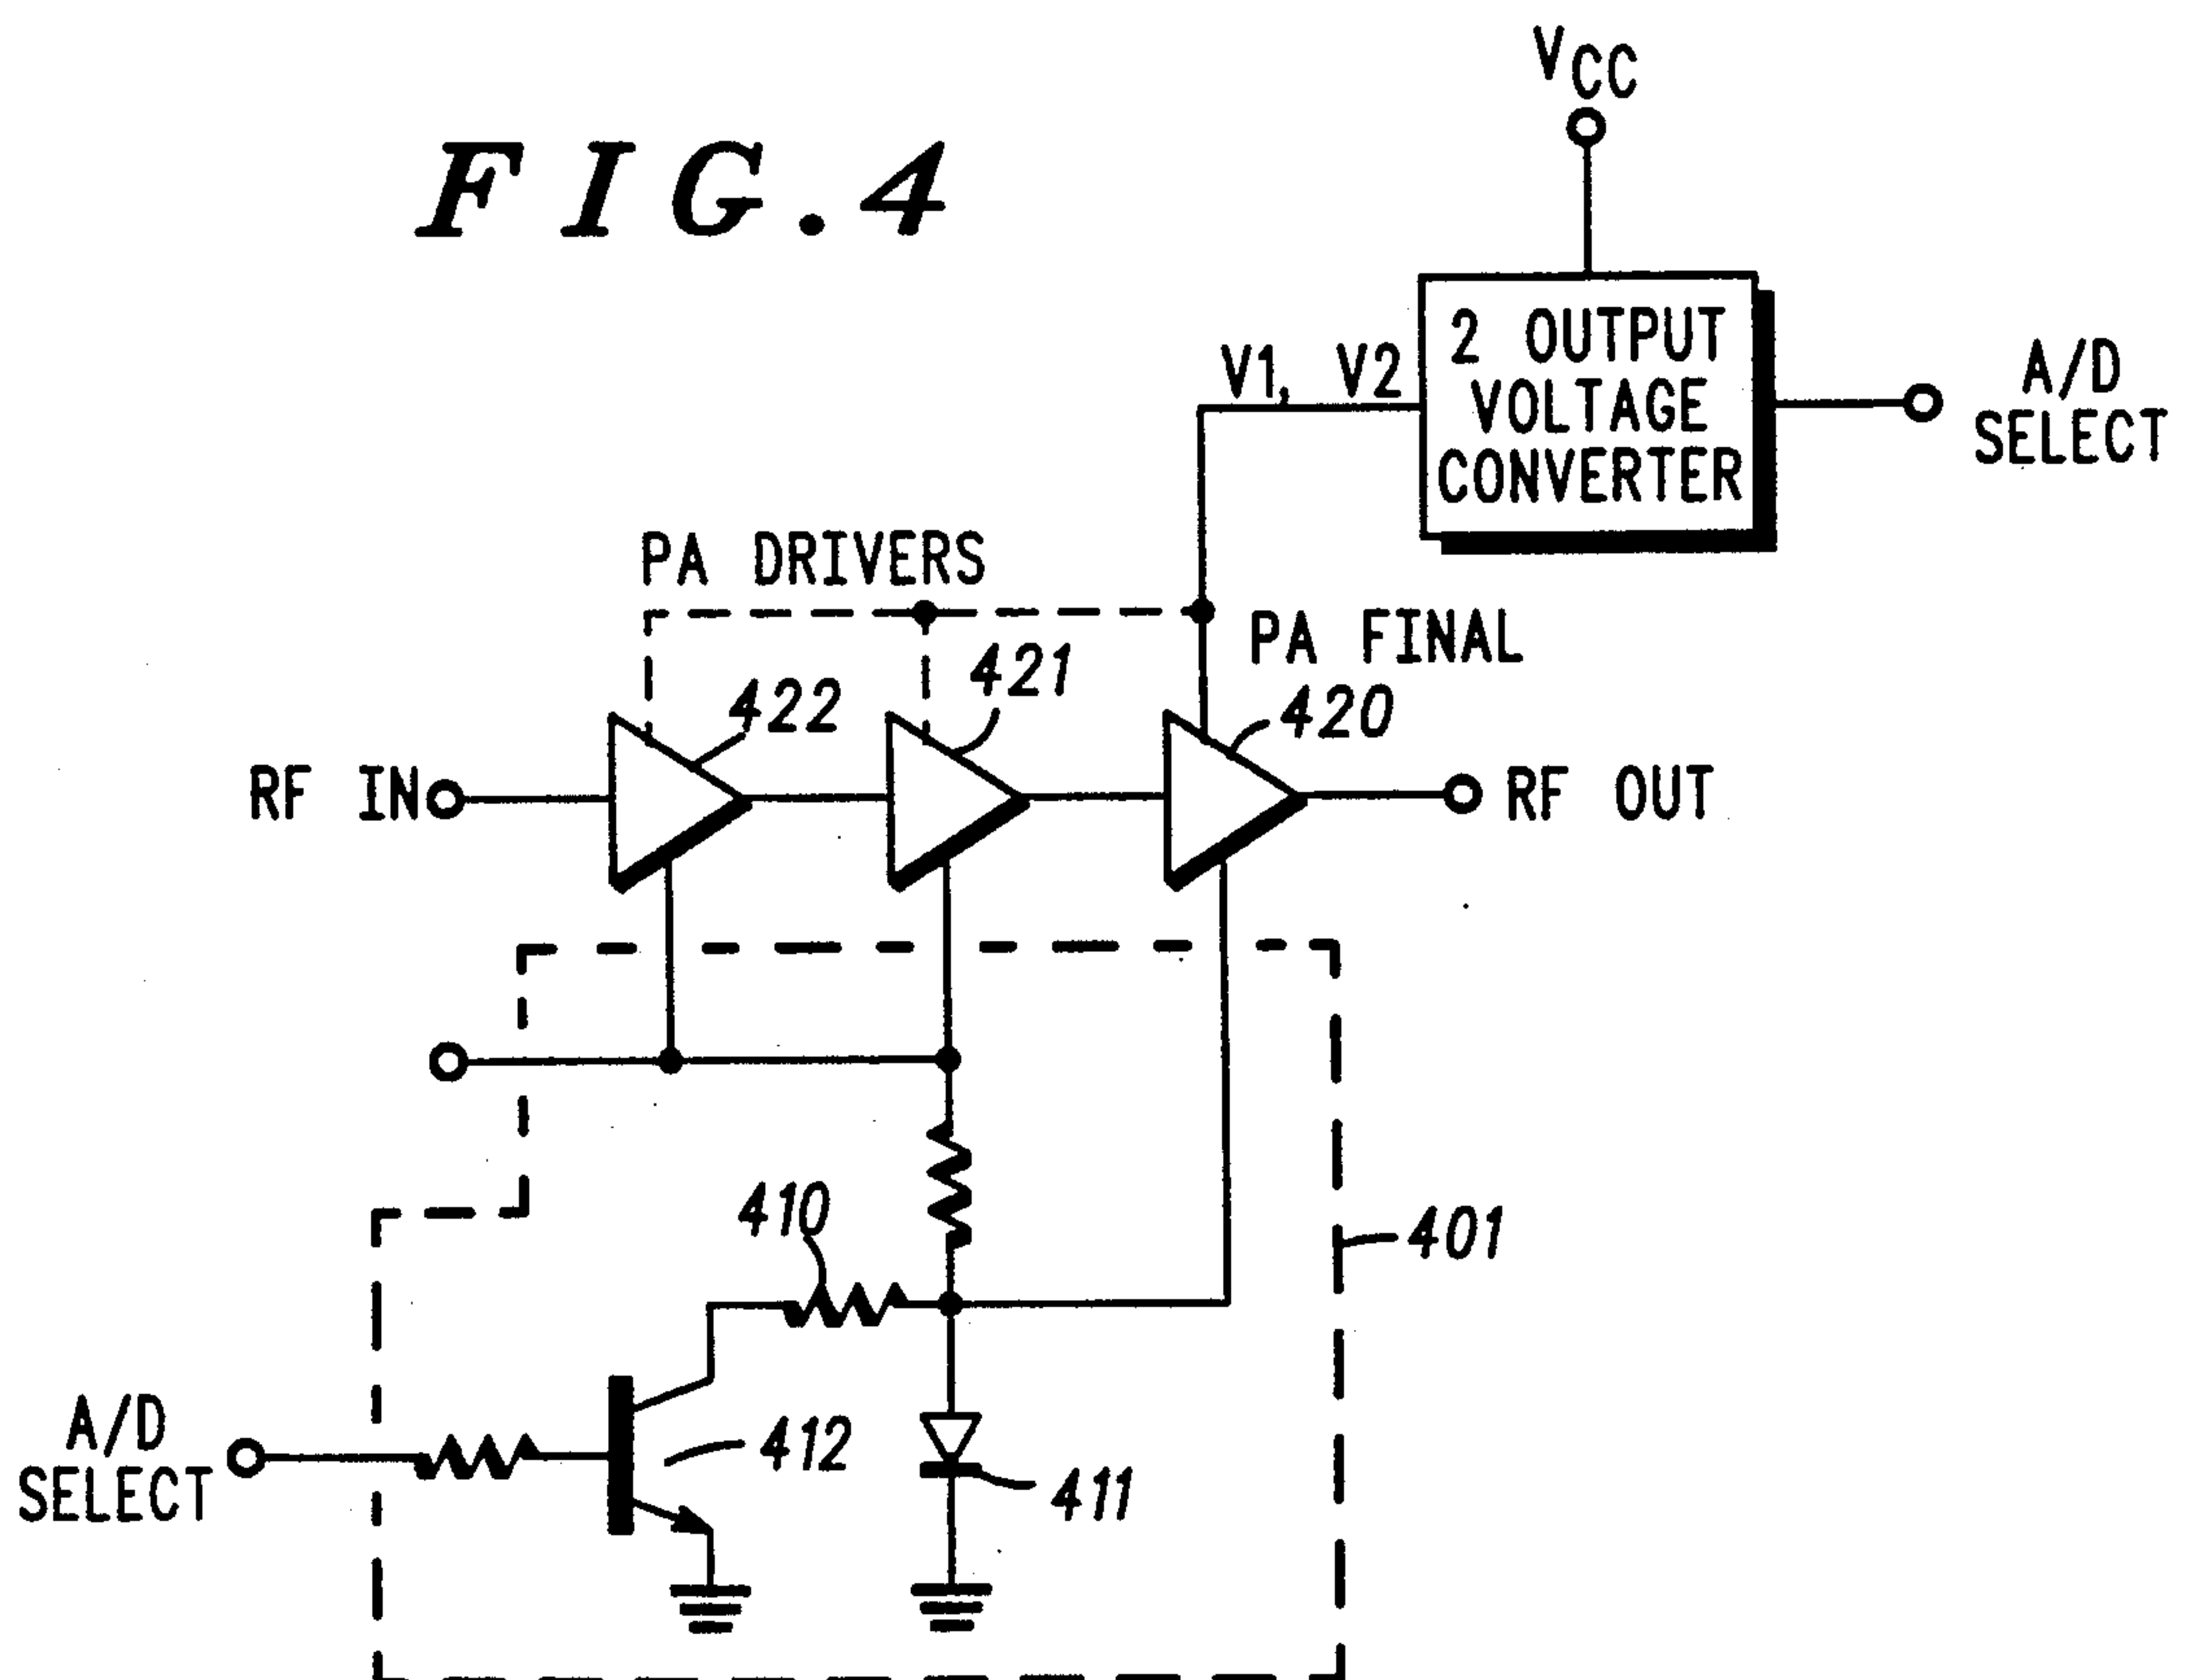 FIG.4
VCC
2 OUTPUT
VOLTAGE
CONVERTER
V1, V2
A/D
SELECT
PA DRIVERS
PA FINAL
422
421
420
RF IN
RF OUT
410
401
A/D
SELECT
412
411